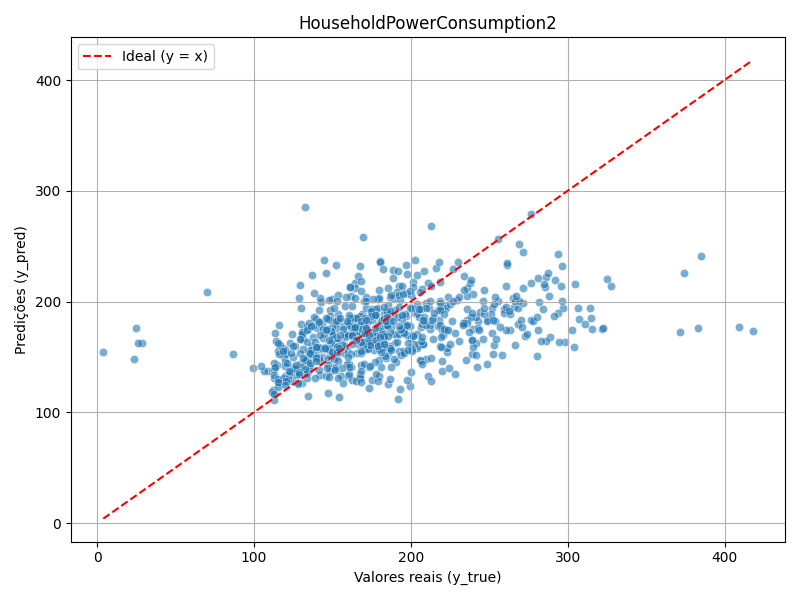 HouseholdPowerConsumption2
Ideal (y = x)
Predições (y_pred)
400
300
200
100
0
0 100 200 300 400
Valores reais (y_true)